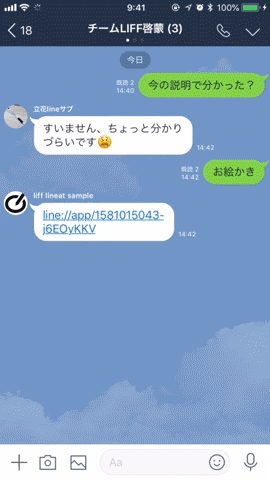 9:41
100%
18
チームLIFF啓蒙 (3)
今日
既読 2
14:40
今の説明で分かった？
立花lineサブ
すいません、ちょっと分かり
づらいです😫
14:42
既読 2
14:42
お絵かき
liff lineat sample
line://app/1581015043-
j6EOyKKV
14:42
Aa